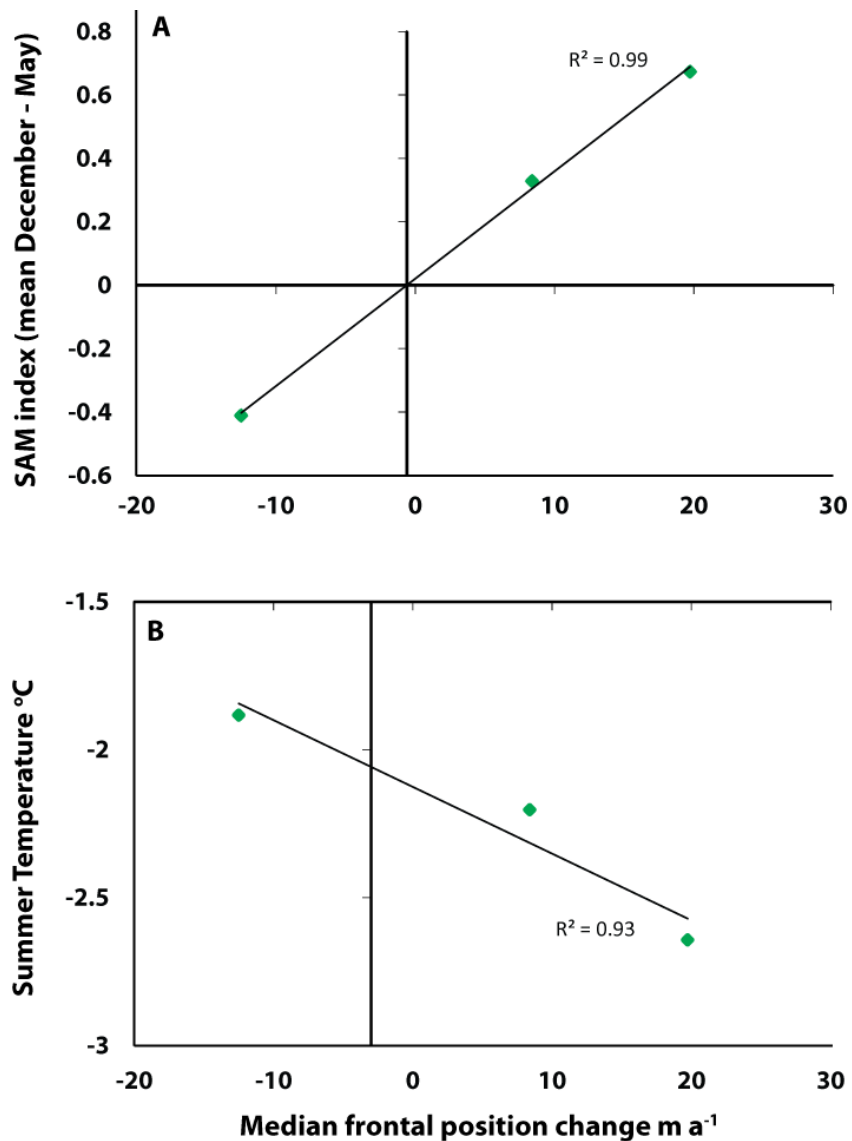 A
R² = 0.99
SAM index (mean December - May)
0.8
0.6
0.4
0.2
0
-0.2
-0.4
-0.6
-20 -10 0 10 20 30
B
R² = 0.93
Summer Temperature ºC
-1.5
-2
-2.5
-3
-20 -10 0 10 20 30
Median frontal position change m a⁻¹